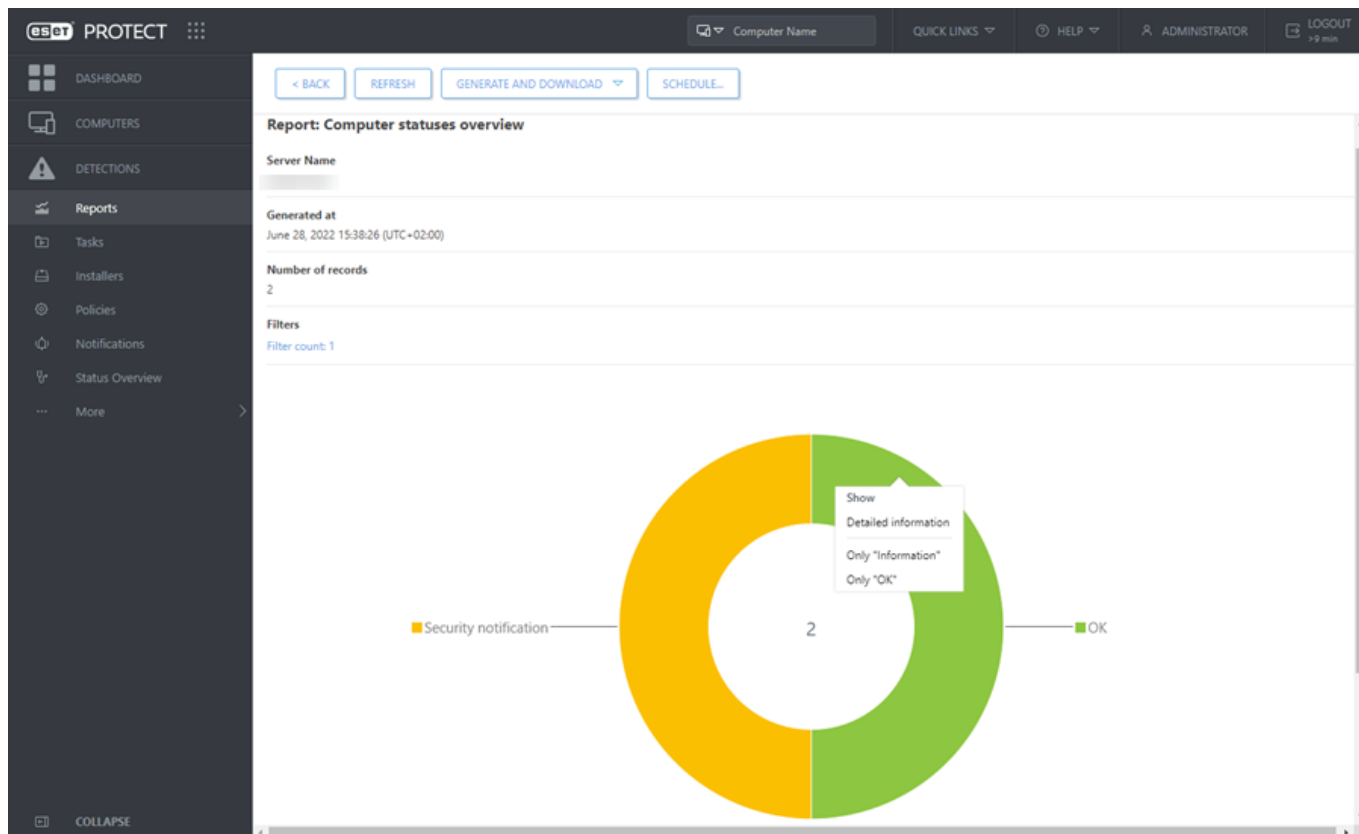 eset PROTECT
Computer Name
QUICK LINKS
HELP
ADMINISTRATOR
LOGOUT
>9 min
DASHBOARD
COMPUTERS
DETECTIONS
Reports
Tasks
Installers
Policies
Notifications
Status Overview
More
COLLAPSE
< BACK
REFRESH
GENERATE AND DOWNLOAD
SCHEDULE...
Report: Computer statuses overview
Server Name
Generated at
June 28, 2022 15:38:26 (UTC+02:00)
Number of records
2
Filters
Filter count: 1
Show
Detailed information
Only "Information"
Only "OK"
Security notification
2
OK